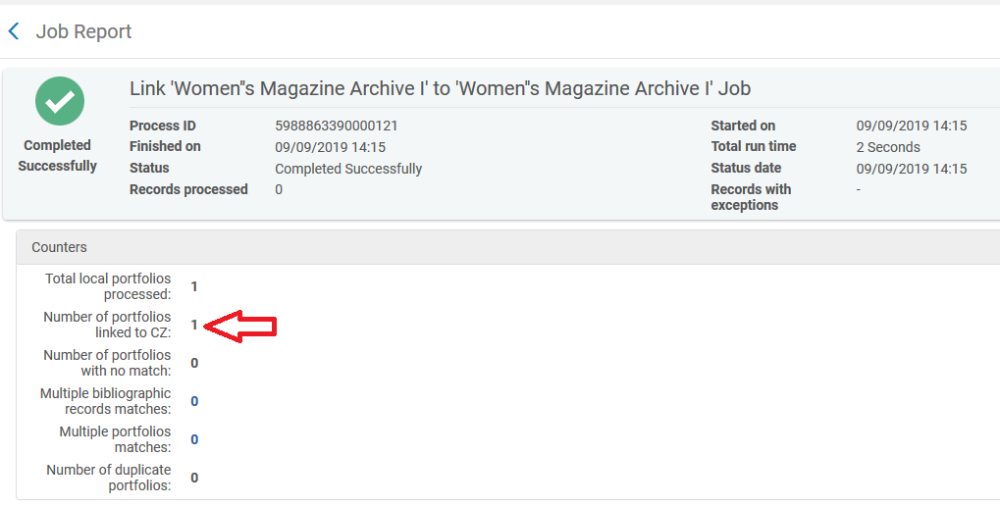 Job Report
Link 'Women''s Magazine Archive I' to 'Women''s Magazine Archive I' Job
Completed
Successfully
Process ID 5988863390000121
Started on 09/09/2019 14:15
Finished on 09/09/2019 14:15
Total run time 2 Seconds
Status Completed Successfully
Status date 09/09/2019 14:15
Records processed 0
Records with
exceptions -
Counters
Total local portfolios
processed: 1
Number of portfolios
linked to CZ: 1
Number of portfolios
with no match: 0
Multiple bibliographic
records matches: 0
Multiple portfolios
matches: 0
Number of duplicate
portfolios: 0